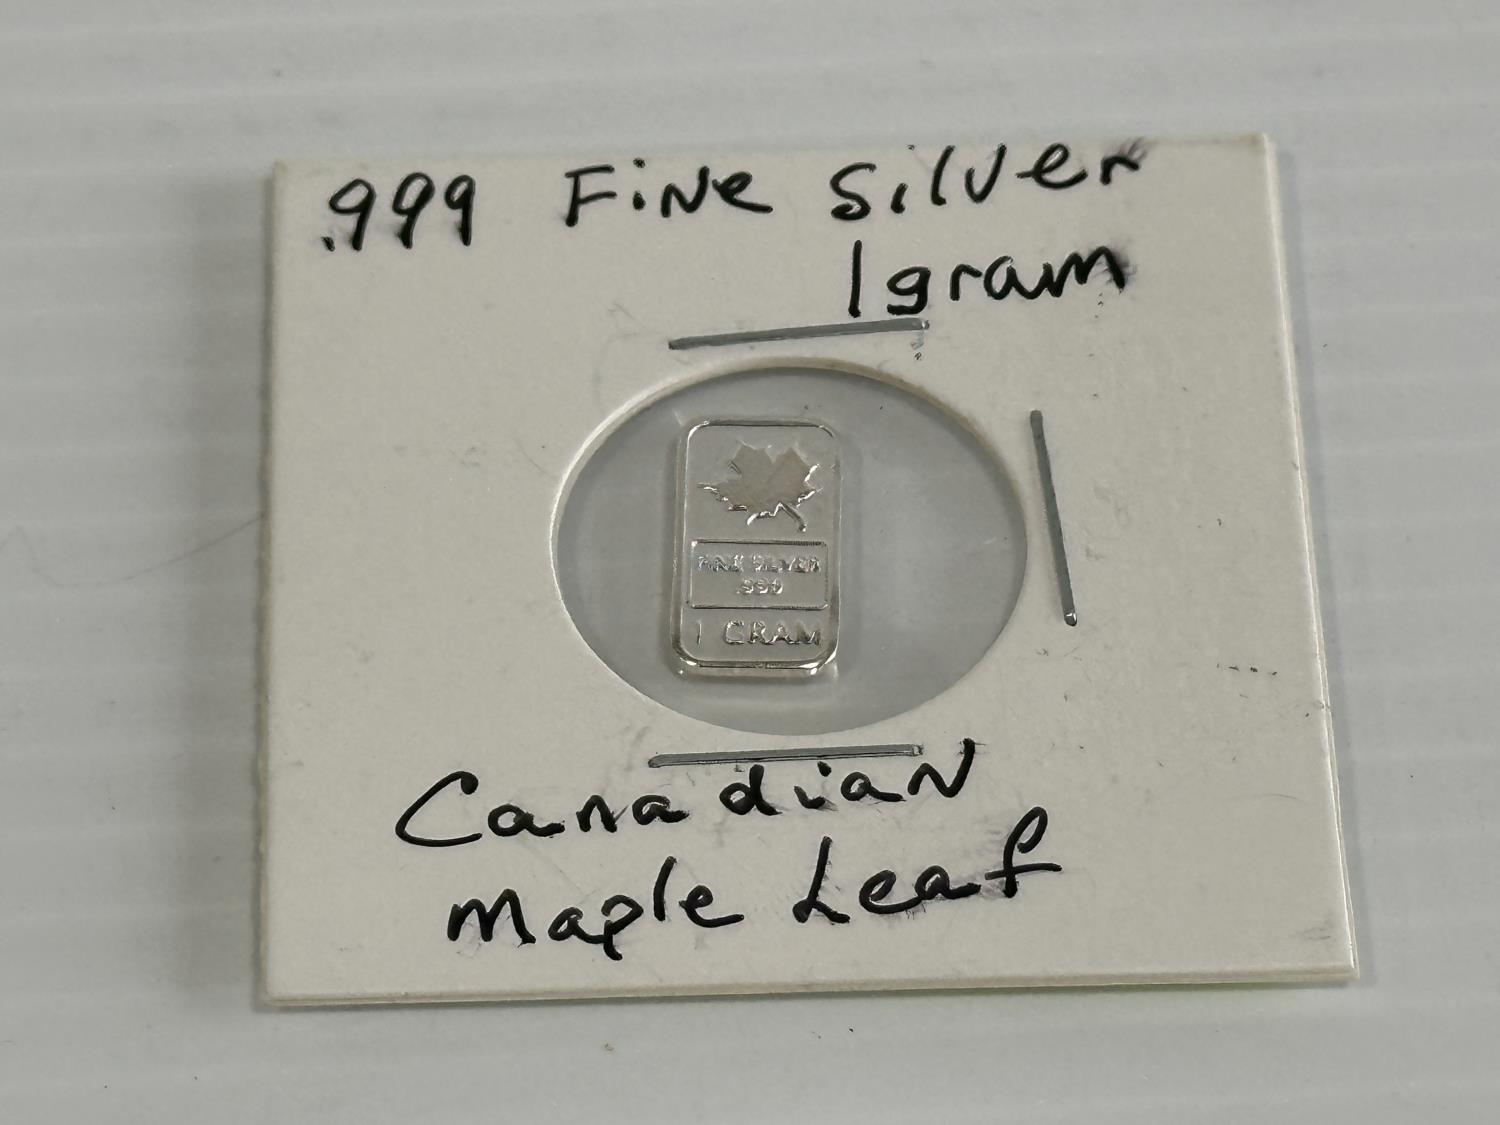 .999 Fine Silver
1gram
FINE SILVER
.999
1 GRAM
Canadian
Maple Leaf